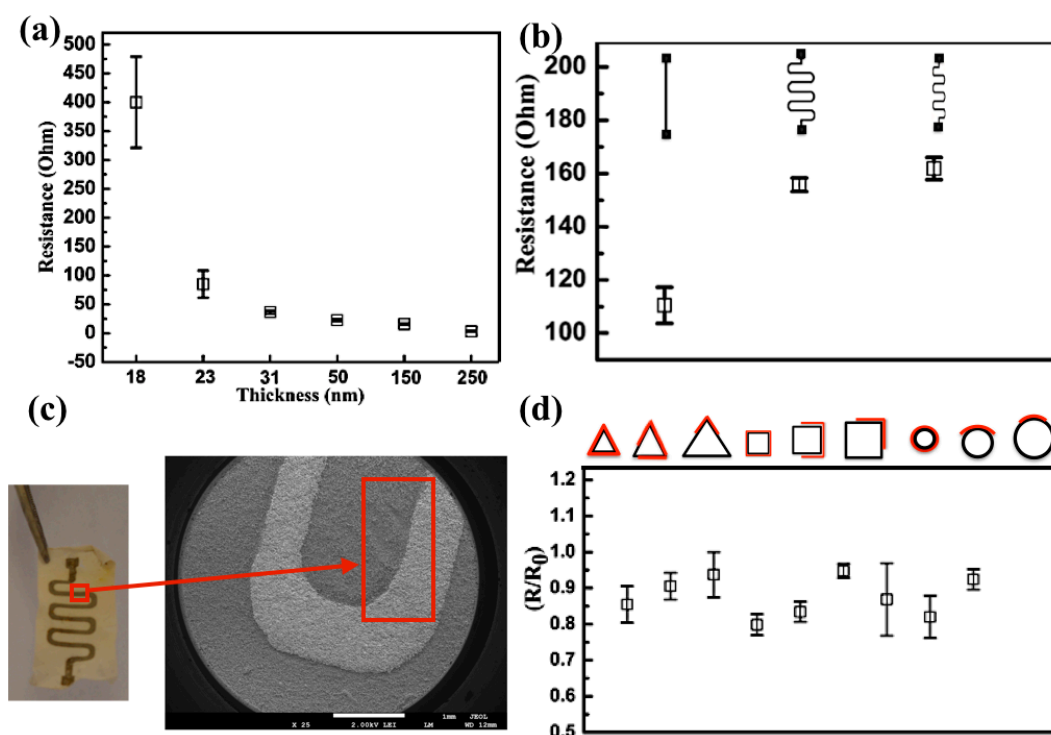 (a)
500
450
400
350
300
250
200
150
100
50
0
-50
Resistance (Ohm)
18 23 31 50 150 250
Thickness (nm)
(b)
200
180
160
140
120
100
Resistance (Ohm)
(c)
X 25 2.00kV LEI 1mm JEOL
LM WD 12mm
(d)
1.2
1.1
1.0
0.9
0.8
0.7
0.6
0.5
(R/R0)